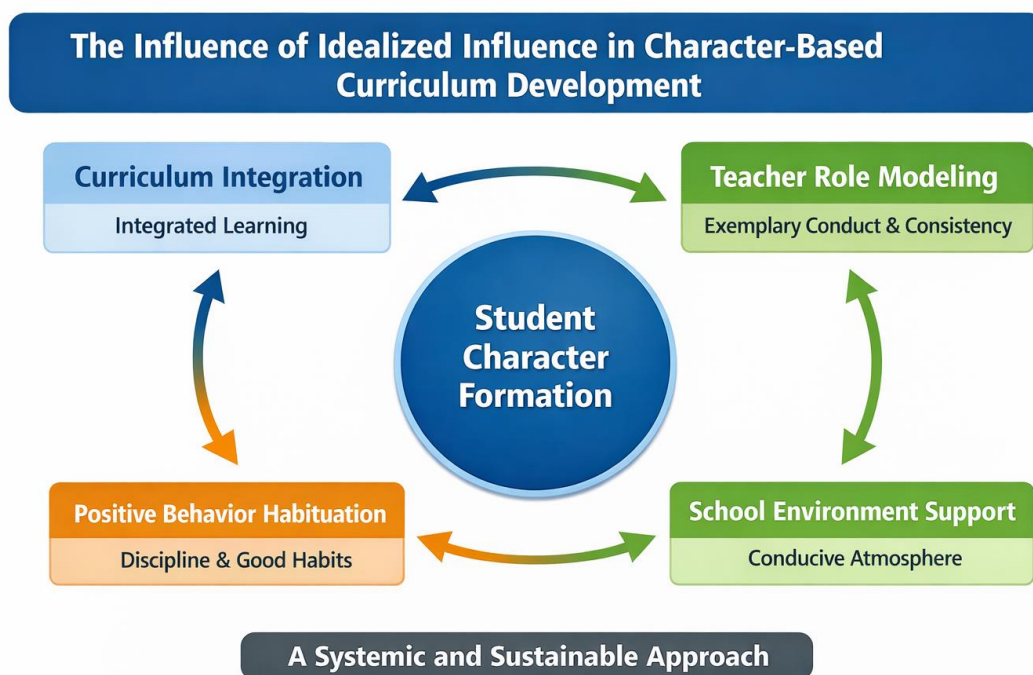 The Influence of Idealized Influence in Character-Based
Curriculum Development
Curriculum Integration
Integrated Learning
Teacher Role Modeling
Exemplary Conduct & Consistency
Student
Character
Formation
Positive Behavior Habituation
Discipline & Good Habits
School Environment Support
Conducive Atmosphere
A Systemic and Sustainable Approach